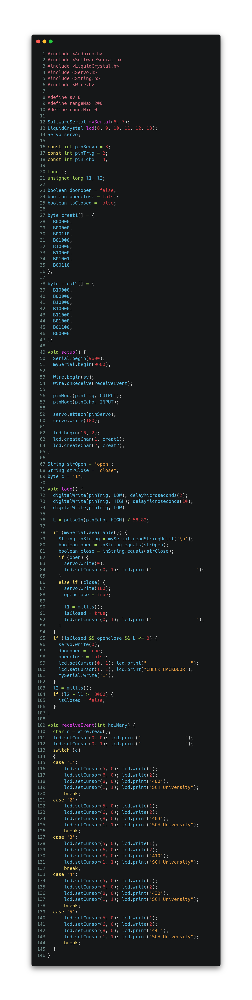 1 #include <Arduino.h>
2 #include <SoftwareSerial.h>
3 #include <LiquidCrystal.h>
4 #include <Servo.h>
5 #include <String.h>
6 #include <Wire.h>
7
8 #define sv 8
9 #define rangeMax 200
10 #define rangeMin 0
11
12 SoftwareSerial mySerial(6, 7);
13 LiquidCrystal lcd(8, 9, 10, 11, 12, 13);
14 Servo servo;
15
16 const int pinServo = 3;
17 const int pinTrig = 2;
18 const int pinEcho = 4;
19
20 long L;
21 unsigned long l1, l2;
22
23 boolean dooropen = false;
24 boolean openclose = false;
25 boolean isClosed = false;
26
27 byte creat1[] = {
28   B00000,
29   B00000,
30   B00110,
31   B01000,
32   B10000,
33   B10000,
34   B01001,
35   B00110
36 };
37
38 byte creat2[] = {
39   B10000,
40   B00000,
41   B10000,
42   B10000,
43   B11000,
44   B01000,
45   B01100,
46   B00000
47 };
48
49 void setup() {
50   Serial.begin(9600);
51   mySerial.begin(9600);
52
53   Wire.begin(sv);
54   Wire.onReceive(receiveEvent);
55
56   pinMode(pinTrig, OUTPUT);
57   pinMode(pinEcho, INPUT);
58
59   servo.attach(pinServo);
60   servo.write(180);
61
62   lcd.begin(16, 2);
63   lcd.createChar(1, creat1);
64   lcd.createChar(2, creat2);
65 }
66
67 String strOpen = "open";
68 String strClose = "close";
69 byte c = "1";
70
71 void loop() {
72   digitalWrite(pinTrig, LOW); delayMicroseconds(2);
73   digitalWrite(pinTrig, HIGH); delayMicroseconds(10);
74   digitalWrite(pinTrig, LOW);
75
76   L = pulseIn(pinEcho, HIGH) / 58.82;
77
78   if (mySerial.available()) {
79     String inString = mySerial.readStringUntil('\n');
80     boolean open = inString.equals(strOpen);
81     boolean close = inString.equals(strClose);
82     if (open) {
83       servo.write(0);
84       lcd.setCursor(0, 1); lcd.print("                ");
85     }
86     else if (close) {
87       servo.write(180);
88       openclose = true;
89
90       l1 = millis();
91       isClosed = true;
92       lcd.setCursor(0, 1); lcd.print("                ");
93     }
94   }
95   if (isClosed && openclose && L <= 8) {
96     servo.write(0);
97     dooropen = true;
98     openclose = false;
99     lcd.setCursor(0, 1); lcd.print("                ");
100     lcd.setCursor(1, 1); lcd.print("CHECK BACKDOOR");
101     mySerial.write('1');
102   }
103   l2 = millis();
104   if (l2 - l1 >= 3000) {
105     isClosed = false;
106   }
107 }
108
109 void receiveEvent(int howMany) {
110   char c = Wire.read();
111   lcd.setCursor(0, 0); lcd.print("                ");
112   lcd.setCursor(0, 1); lcd.print("                ");
113   switch (c)
114   {
115   case '1':
116       lcd.setCursor(5, 0); lcd.write(1);
117       lcd.setCursor(6, 0); lcd.write(2);
118       lcd.setCursor(8, 0); lcd.print("400");
119       lcd.setCursor(1, 1); lcd.print("SCH University");
120       break;
121   case '2':
122       lcd.setCursor(5, 0); lcd.write(1);
123       lcd.setCursor(6, 0); lcd.write(2);
124       lcd.setCursor(8, 0); lcd.print("403");
125       lcd.setCursor(1, 1); lcd.print("SCH University");
126       break;
127   case '3':
128       lcd.setCursor(5, 0); lcd.write(1);
129       lcd.setCursor(6, 0); lcd.write(2);
130       lcd.setCursor(8, 0); lcd.print("410");
131       lcd.setCursor(1, 1); lcd.print("SCH University");
132       break;
133   case '4':
134       lcd.setCursor(5, 0); lcd.write(1);
135       lcd.setCursor(6, 0); lcd.write(2);
136       lcd.setCursor(8, 0); lcd.print("430");
137       lcd.setCursor(1, 1); lcd.print("SCH University");
138       break;
139   case '5':
140       lcd.setCursor(5, 0); lcd.write(1);
141       lcd.setCursor(6, 0); lcd.write(2);
142       lcd.setCursor(8, 0); lcd.print("441");
143       lcd.setCursor(1, 1); lcd.print("SCH University");
144       break;
145   }
146 }